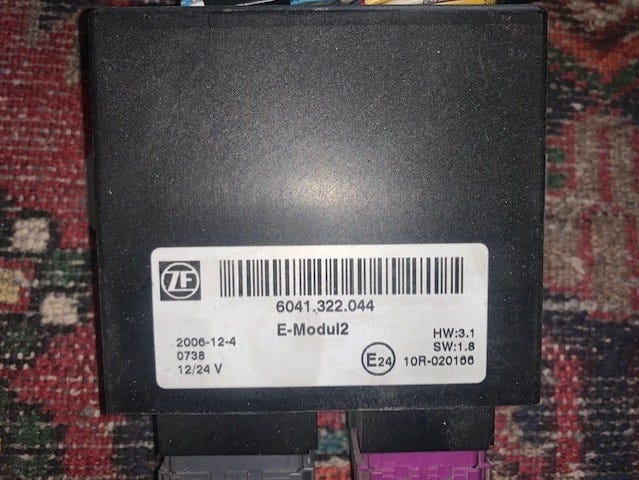 ZF
6041.322.044
E-Modul2
2006-12-4
0738
12/24 V
HW:3.1
SW:1.8
E24 10R-020166